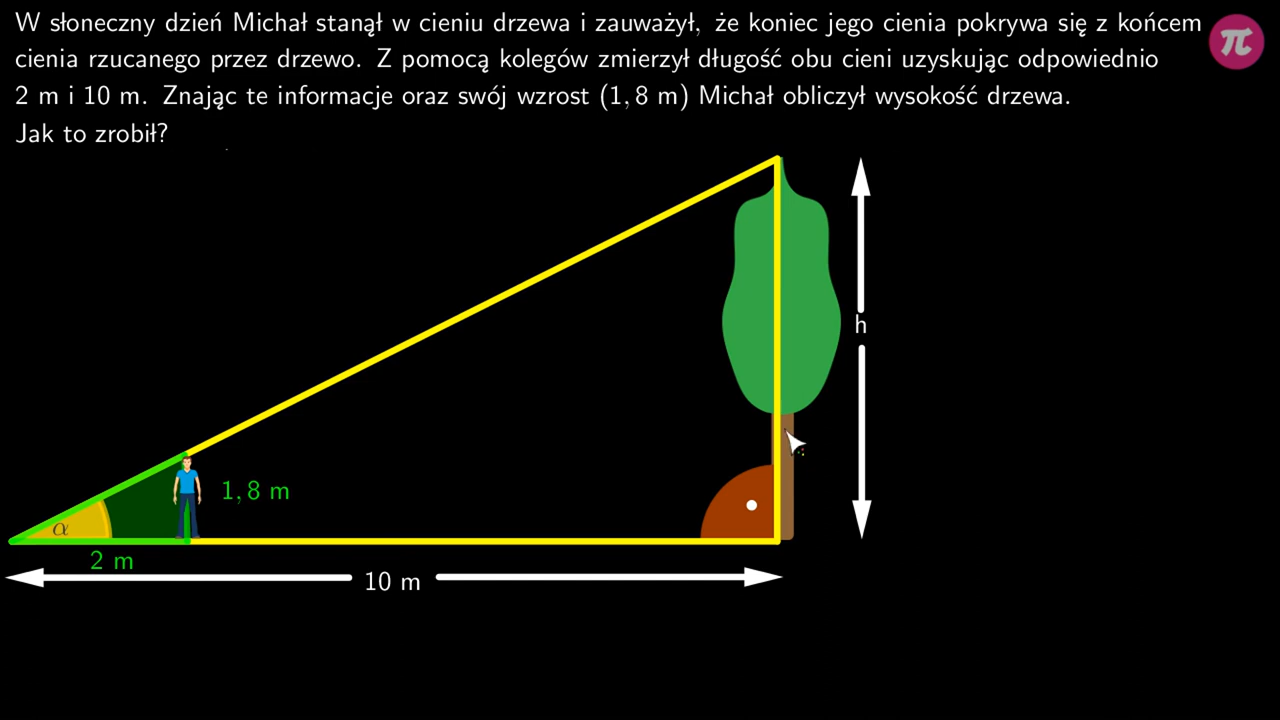 W słoneczny dzień Michał stanął w cieniu drzewa i zauważył, że koniec jego cienia pokrywa się z końcem
cienia rzucanego przez drzewo. Z pomocą kolegów zmierzył długość obu cieni uzyskując odpowiednio
2 m i 10 m. Znając te informacje oraz swój wzrost (1, 8 m) Michał obliczył wysokość drzewa.
Jak to zrobił?
π
h
1, 8 m
α
2 m
10 m